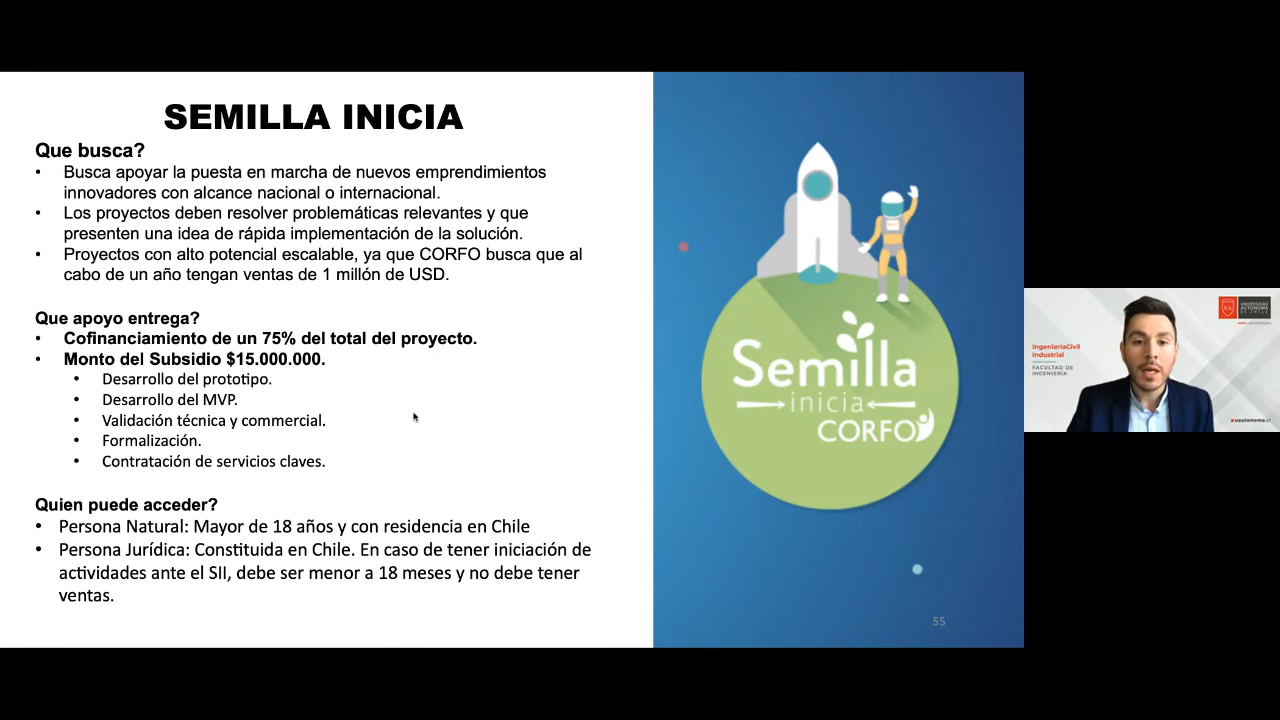 SEMILLA INICIA
Que busca?
• Busca apoyar la puesta en marcha de nuevos emprendimientos
innovadores con alcance nacional o internacional.
• Los proyectos deben resolver problemáticas relevantes y que
presenten una idea de rápida implementación de la solución.
• Proyectos con alto potencial escalable, ya que CORFO busca que al
cabo de un año tengan ventas de 1 millón de USD.
Que apoyo entrega?
• Cofinanciamiento de un 75% del total del proyecto.
• Monto del Subsidio $15.000.000.
• Desarrollo del prototipo.
• Desarrollo del MVP.
• Validación técnica y commercial.
• Formalización.
• Contratación de servicios claves.
Quien puede acceder?
• Persona Natural: Mayor de 18 años y con residencia en Chile
• Persona Jurídica: Constituida en Chile. En caso de tener iniciación de
actividades ante el SII, debe ser menor a 18 meses y no debe tener
ventas.
Semilla
inicia
CORFO
55
IngenieríaCivil
Industrial
FACULTAD DE
INGENIERÍA
UNIVERSIDAD
AUTÓNOMA
DE CHILE
uautonoma.cl